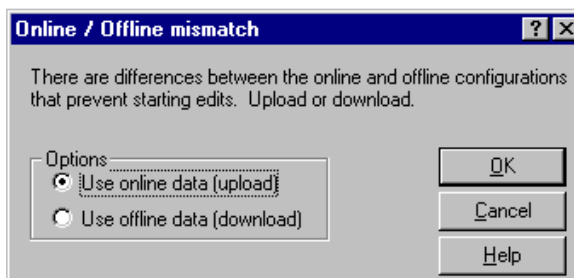 Online / Offline mismatch
There are differences between the online and offline configurations
that prevent starting edits. Upload or download.
Options
Use online data (upload)
Use offline data (download)
OK
Cancel
Help